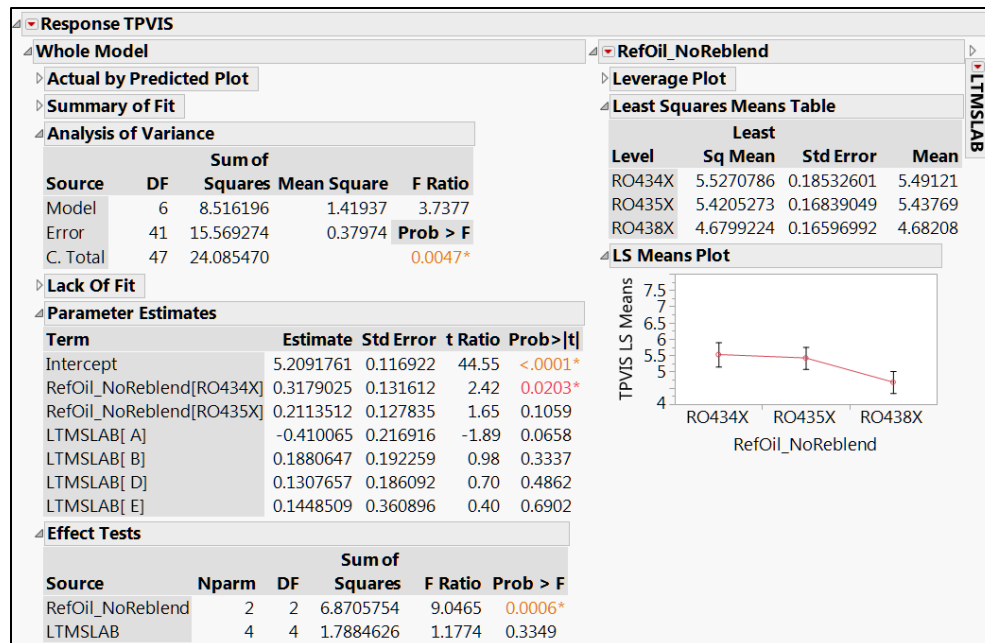 Response TPVIS
Whole Model
Actual by Predicted Plot
Summary of Fit
Analysis of Variance
Sum of
Source DF Squares Mean Square F Ratio
Model 6 8.516196 1.41937 3.7377
Error 41 15.569274 0.37974 Prob > F
C. Total 47 24.085470 0.0047*
Lack Of Fit
Parameter Estimates
Term Estimate Std Error t Ratio Prob>|t|
Intercept 5.2091761 0.116922 44.55 <.0001*
RefOil_NoReblend[RO434X] 0.3179025 0.131612 2.42 0.0203*
RefOil_NoReblend[RO435X] 0.2113512 0.127835 1.65 0.1059
LTMSLAB[ A] -0.410065 0.216916 -1.89 0.0658
LTMSLAB[ B] 0.1880647 0.192259 0.98 0.3337
LTMSLAB[ D] 0.1307657 0.186092 0.70 0.4862
LTMSLAB[ E] 0.1448509 0.360896 0.40 0.6902
Effect Tests
Sum of
Source Nparm DF Squares F Ratio Prob > F
RefOil_NoReblend 2 2 6.8705754 9.0465 0.0006*
LTMSLAB 4 4 1.7884626 1.1774 0.3349
RefOil_NoReblend
Leverage Plot
Least Squares Means Table
Least
Level Sq Mean Std Error Mean
RO434X 5.5270786 0.18532601 5.49121
RO435X 5.4205273 0.16839049 5.43769
RO438X 4.6799224 0.16596992 4.68208
LS Means Plot
TPVIS LS Means
7.5
7
6.5
6
5.5
5
4
RO434X RO435X RO438X
RefOil_NoReblend
LTMSLAB